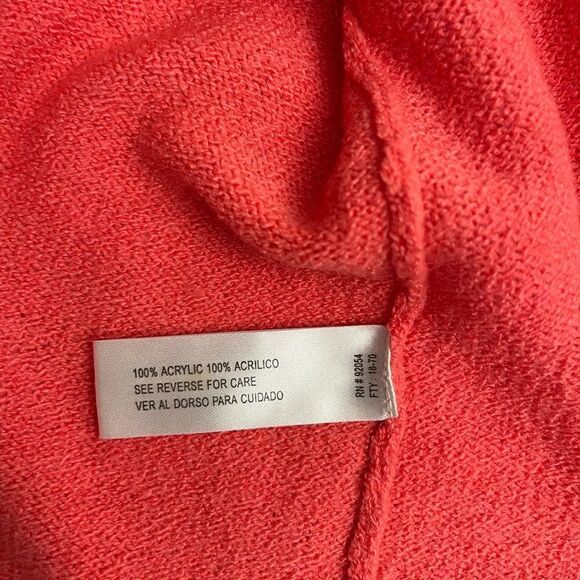 100% ACRYLIC 100% ACRILICO
SEE REVERSE FOR CARE
VER AL DORSO PARA CUIDADO
RN # 92054
FTY 18-70